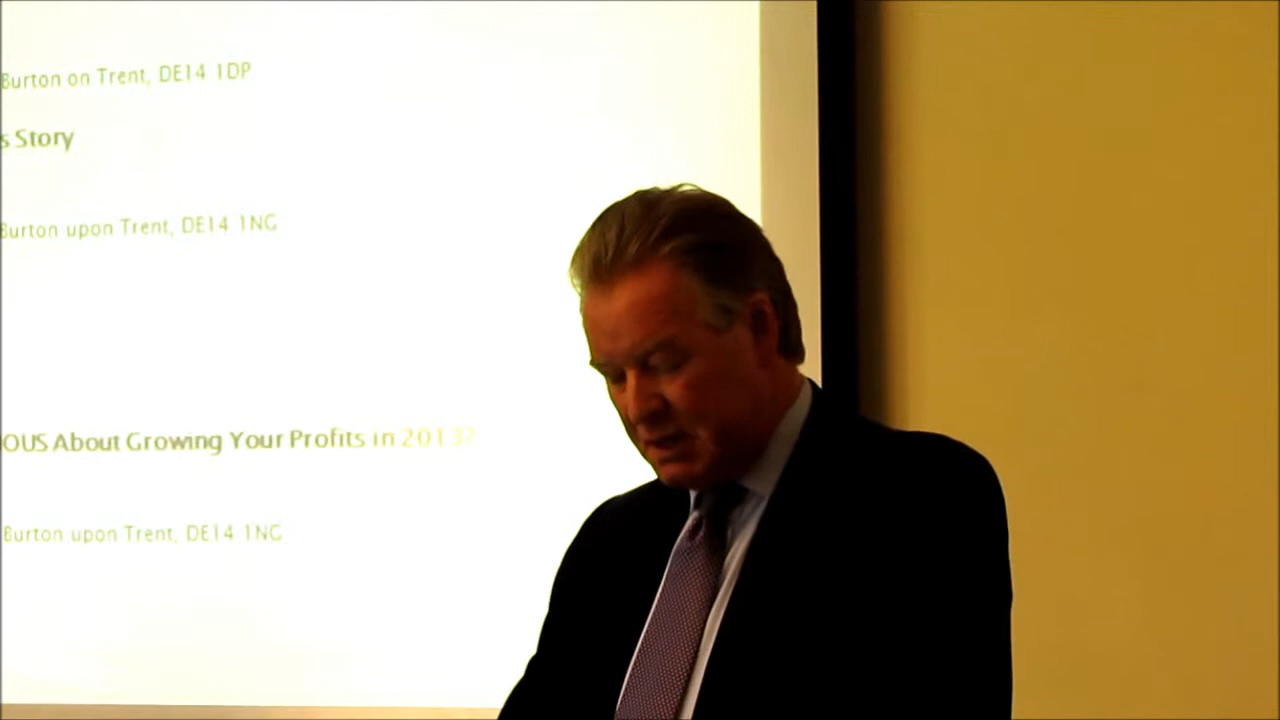 Burton on Trent, DE14 1DP
s Story
Burton upon Trent, DE14 1NG
OUS About Growing Your Profits in 2013?
Burton upon Trent, DE14 1NG